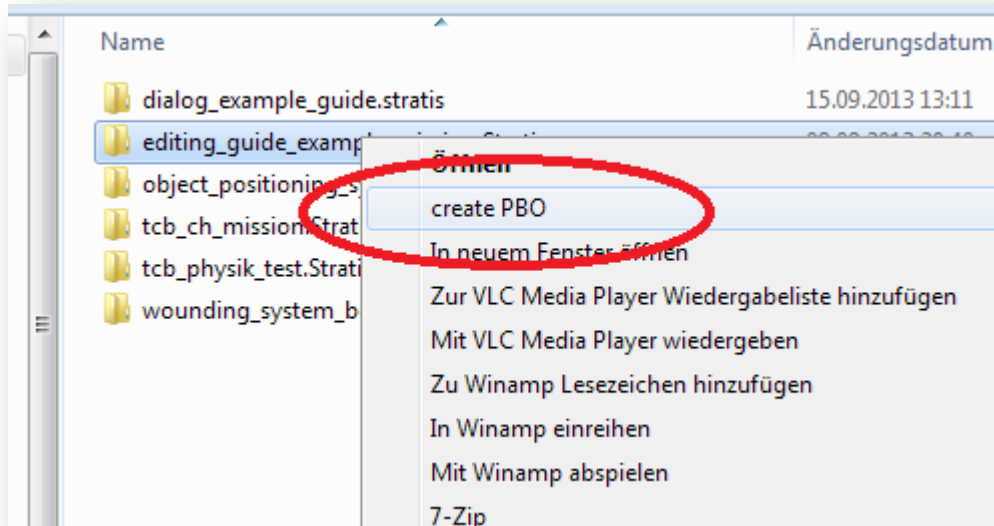 Name Änderungsdatum
dialog_example_guide.stratis 15.09.2013 13:11
editing_guide_examp
Öffnen
object_positioning_s
create PBO
tcb_ch_mission.Strat
In neuem Fenster öffnen
tcb_physik_test.Strati
Zur VLC Media Player Wiedergabeliste hinzufügen
wounding_system_b
Mit VLC Media Player wiedergeben
Zu Winamp Lesezeichen hinzufügen
In Winamp einreihen
Mit Winamp abspielen
7-Zip